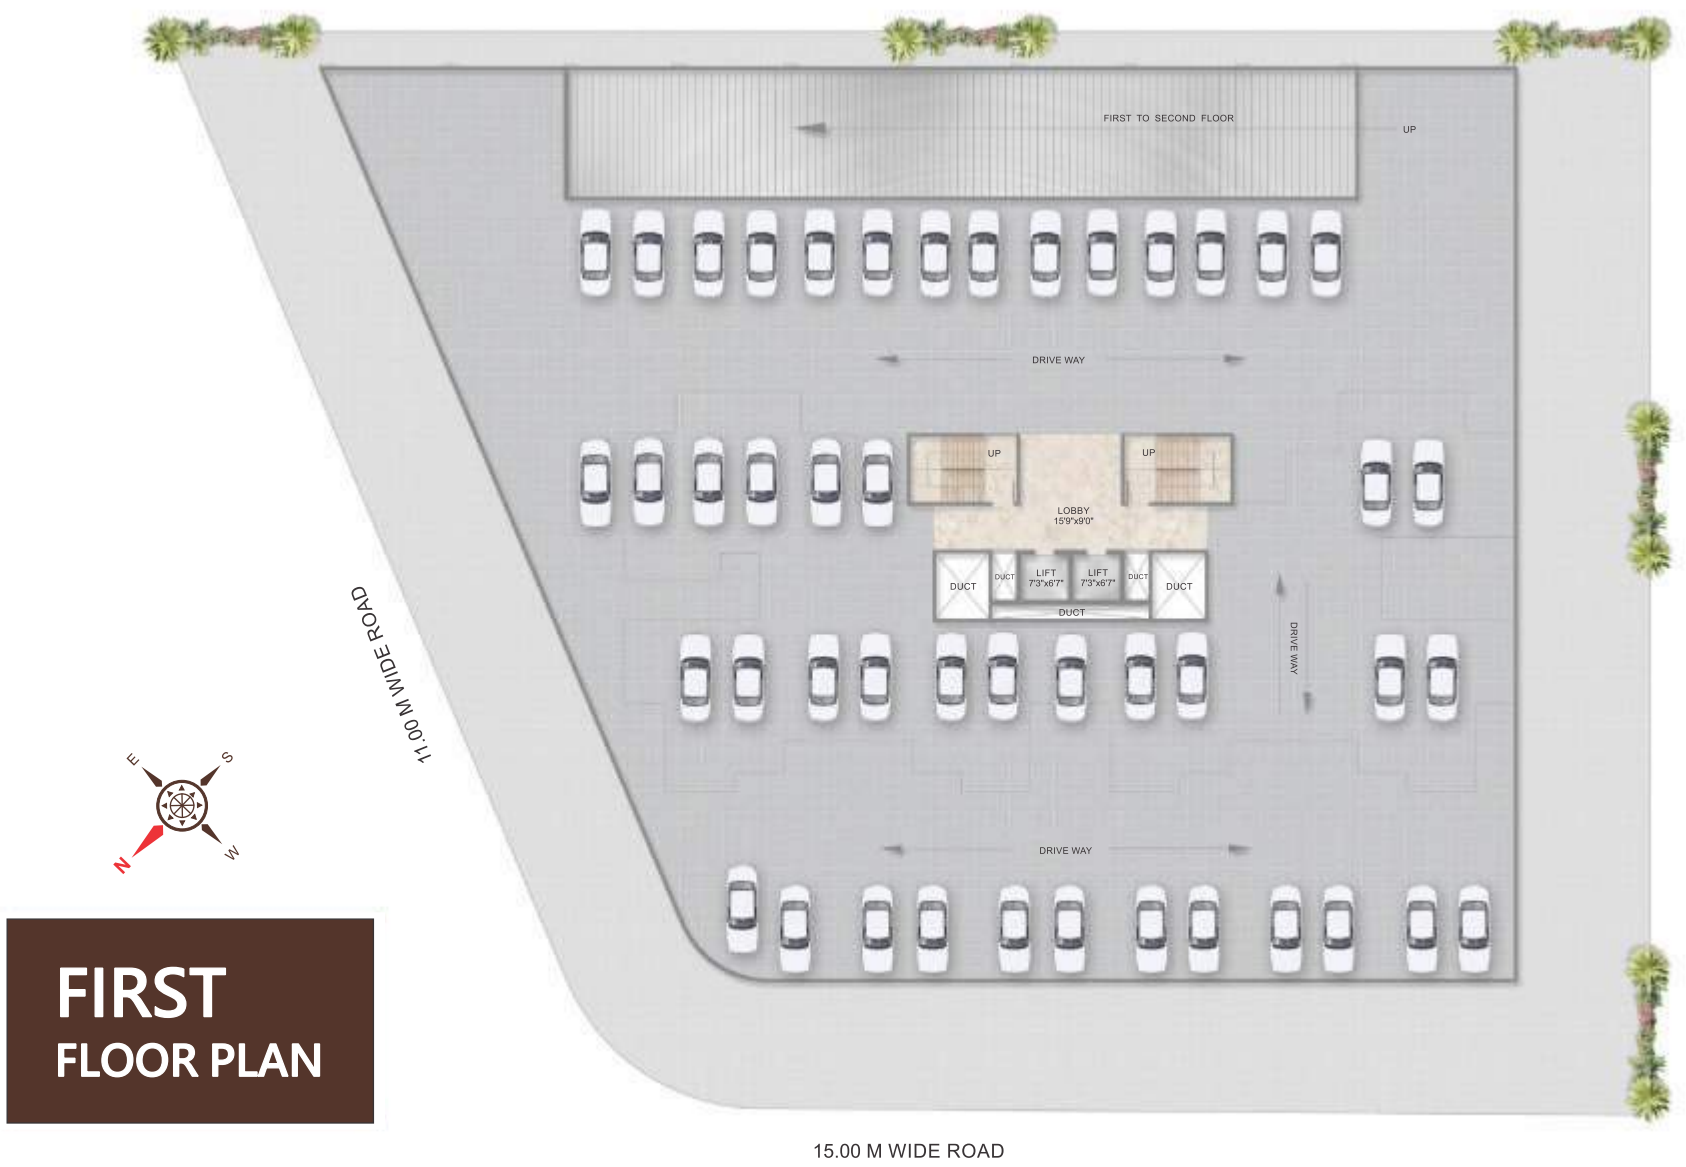 FIRST TO SECOND FLOOR
UP
DRIVE WAY
UP
UP
LOBBY
15'9"x9'0"
DUCT
DUCT
LIFT
7'3"x6'7"
LIFT
7'3"x6'7"
DUCT
DUCT
DUCT
DRIVE WAY
11.00 M WIDE ROAD
E
S
N
W
DRIVE WAY
FIRST
FLOOR PLAN
15.00 M WIDE ROAD